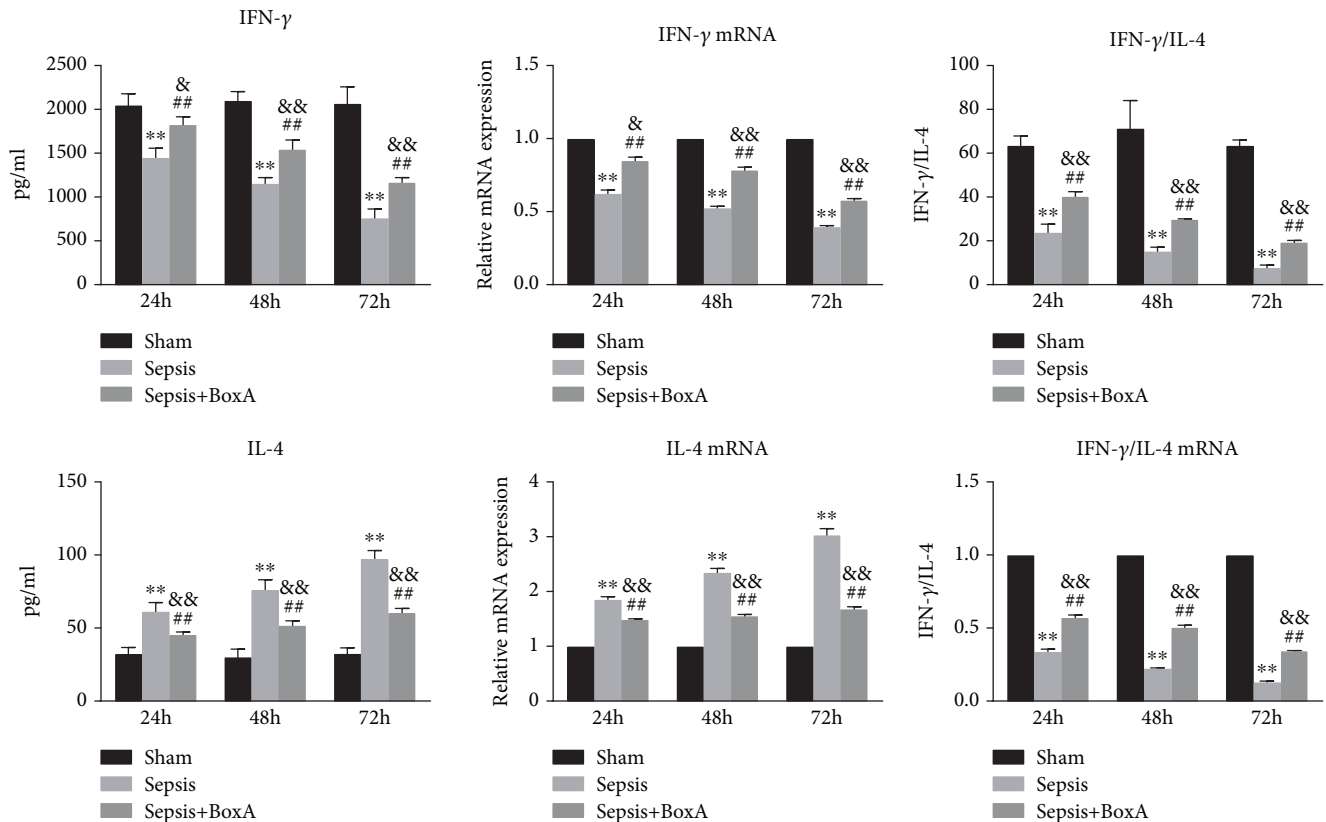 IFN-γ
pg/ml
2500
2000
1500
1000
500
0
**
&
##
**
&&
##
**
&&
##
24h 48h 72h
Sham
Sepsis
Sepsis+BoxA
IFN-γ mRNA
Relative mRNA expression
1.5
1.0
0.5
0.0
**
&
##
**
&&
##
**
&&
##
24h 48h 72h
Sham
Sepsis
Sepsis+BoxA
IFN-γ/IL-4
IFN-γ/IL-4
100
80
60
40
20
0
**
&&
##
**
&&
##
**
&&
##
24h 48h 72h
Sham
Sepsis
Sepsis+BoxA
IL-4
pg/ml
150
100
50
0
**
&&
##
**
&&
##
**
&&
##
24h 48h 72h
Sham
Sepsis
Sepsis+BoxA
IL-4 mRNA
Relative mRNA expression
4
3
2
1
0
**
&&
##
**
&&
##
**
&&
##
24h 48h 72h
Sham
Sepsis
Sepsis+BoxA
IFN-γ/IL-4 mRNA
IFN-γ/IL-4
1.5
1.0
0.5
0.0
**
&&
##
**
&&
##
**
&&
##
24h 48h 72h
Sham
Sepsis
Sepsis+BoxA